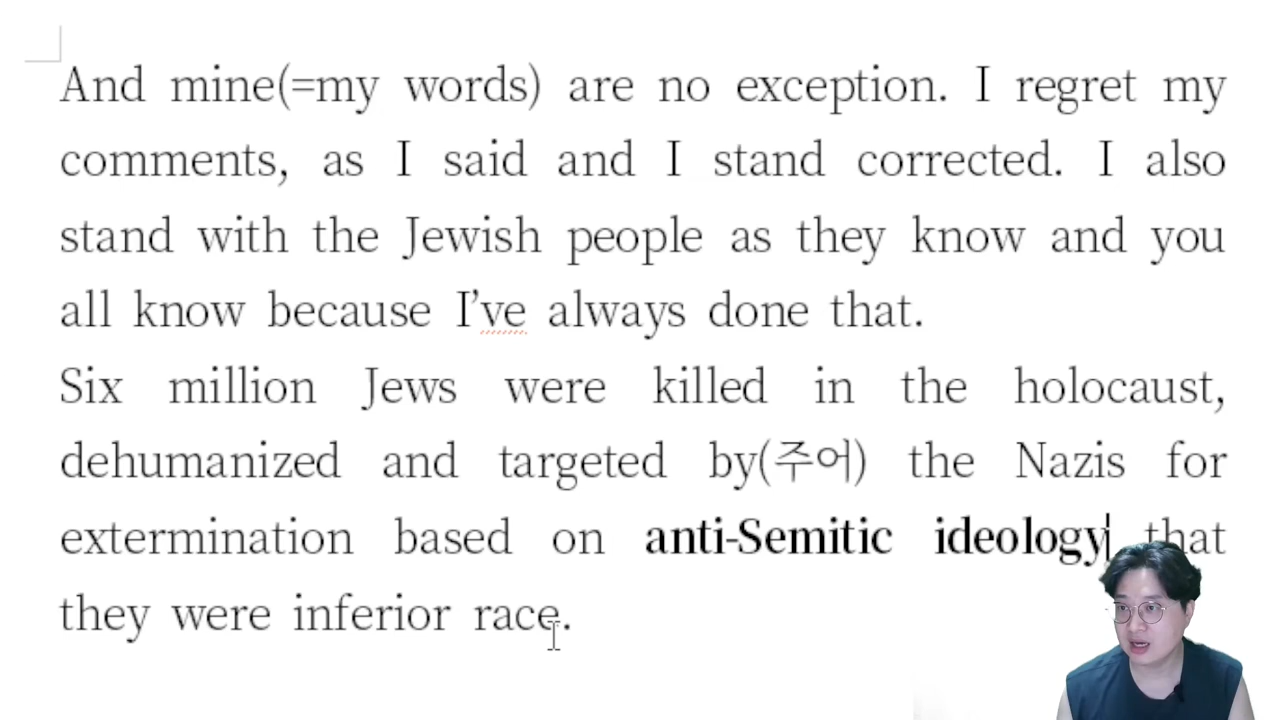 And mine(=my words) are no exception. I regret my
comments, as I said and I stand corrected. I also
stand with the Jewish people as they know and you
all know because I’ve always done that.
Six million Jews were killed in the holocaust,
dehumanized and targeted by(주어) the Nazis for
extermination based on anti-Semitic ideology that
they were inferior race.